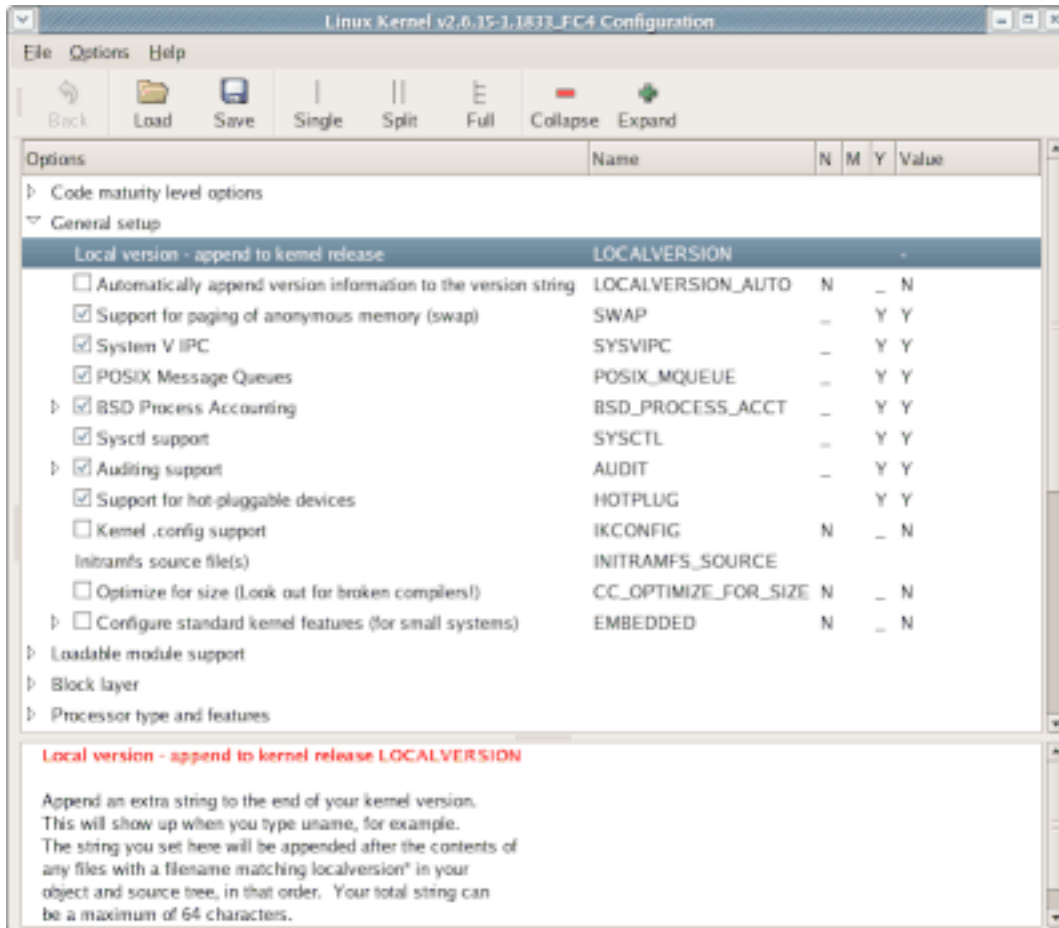 Linux Kernel v2.6.15-1.1833_FC4 Configuration
File Options Help
Back Load Save Single Split Full Collapse Expand
Options Name N M Y Value
Code maturity level options
General setup
Local version - append to kernel release LOCALVERSION -
Automatically append version information to the version string LOCALVERSION_AUTO N _ N
Support for paging of anonymous memory (swap) SWAP _ Y Y
System V IPC SYSVIPC _ Y Y
POSIX Message Queues POSIX_MQUEUE _ Y Y
BSD Process Accounting BSD_PROCESS_ACCT _ Y Y
Sysctl support SYSCTL _ Y Y
Auditing support AUDIT _ Y Y
Support for hot-pluggable devices HOTPLUG Y Y
Kernel .config support IKCONFIG N _ N
Initramfs source file(s) INITRAMFS_SOURCE
Optimize for size (Look out for broken compilers!) CC_OPTIMIZE_FOR_SIZE N _ N
Configure standard kernel features (for small systems) EMBEDDED N _ N
Loadable module support
Block layer
Processor type and features
Local version - append to kernel release LOCALVERSION
Append an extra string to the end of your kernel version.
This will show up when you type uname, for example.
The string you set here will be appended after the contents of
any files with a filename matching localversion* in your
object and source tree, in that order. Your total string can
be a maximum of 64 characters.